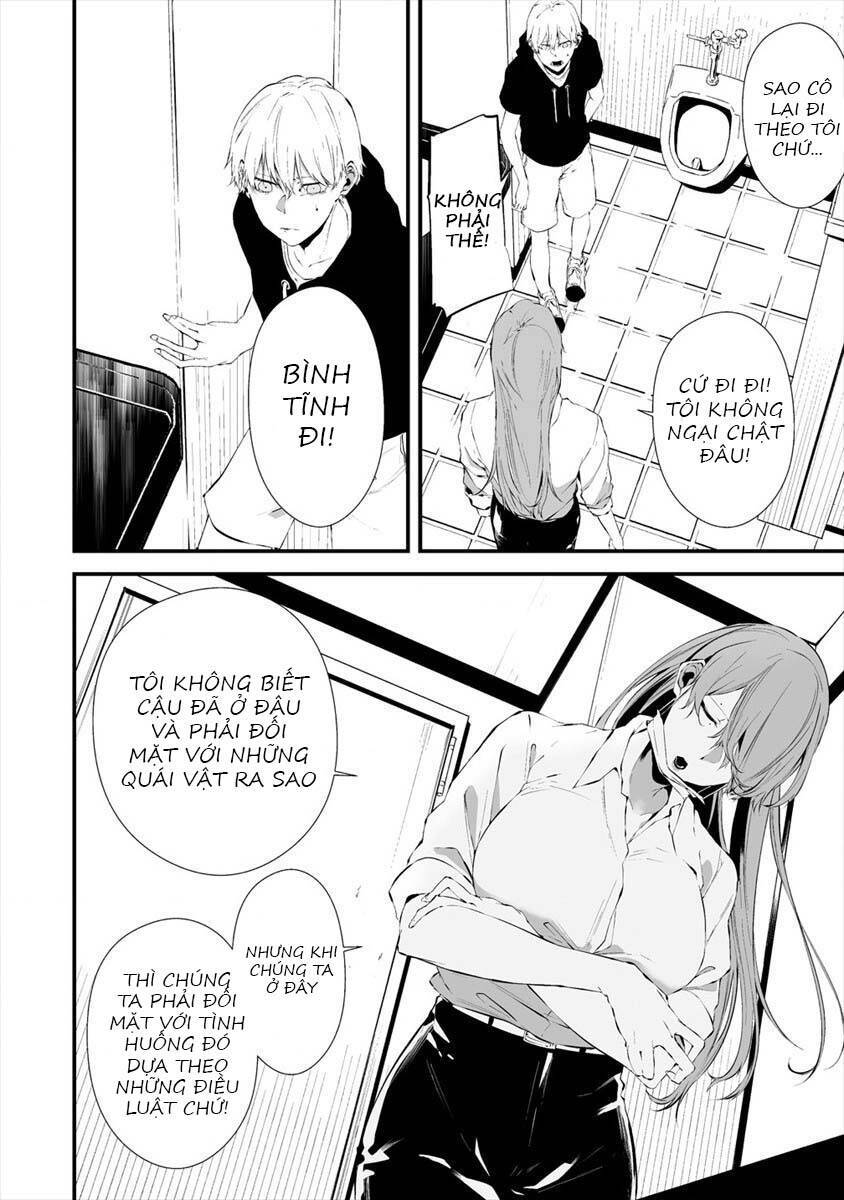 SAO CÔ
LẠI ĐI
THEO TÔI
CHỨ...
KHÔNG
PHẢI
THẾ!
CỨ ĐI ĐI!
TÔI KHÔNG
NGẠI CHẬT
ĐÂU!
BÌNH
TĨNH
ĐI!
TÔI KHÔNG BIẾT
CẬU ĐÃ Ở ĐẬU
VÀ PHẢI ĐỐI
MẶT VỚI NHỮNG
QUÁI VẬT RA SAO
NHƯNG KHI
CHÚNG TA
Ở ĐÂY
THÌ CHÚNG
TA PHẢI ĐỐI
MẶT VỚI TÌNH
HUỐNG ĐÓ
DỰA THEO
NHỮNG ĐIỀU
LUẬT CHỨ!